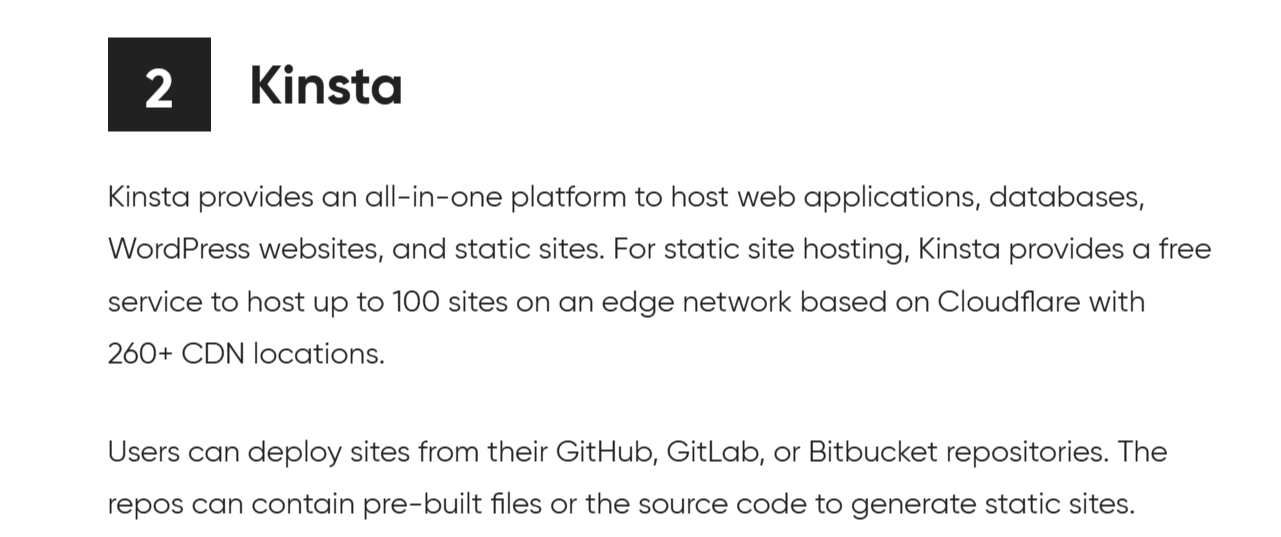 2 Kinsta
Kinsta provides an all-in-one platform to host web applications, databases,
WordPress websites, and static sites. For static site hosting, Kinsta provides a free
service to host up to 100 sites on an edge network based on Cloudflare with
260+ CDN locations.
Users can deploy sites from their GitHub, GitLab, or Bitbucket repositories. The
repos can contain pre-built files or the source code to generate static sites.